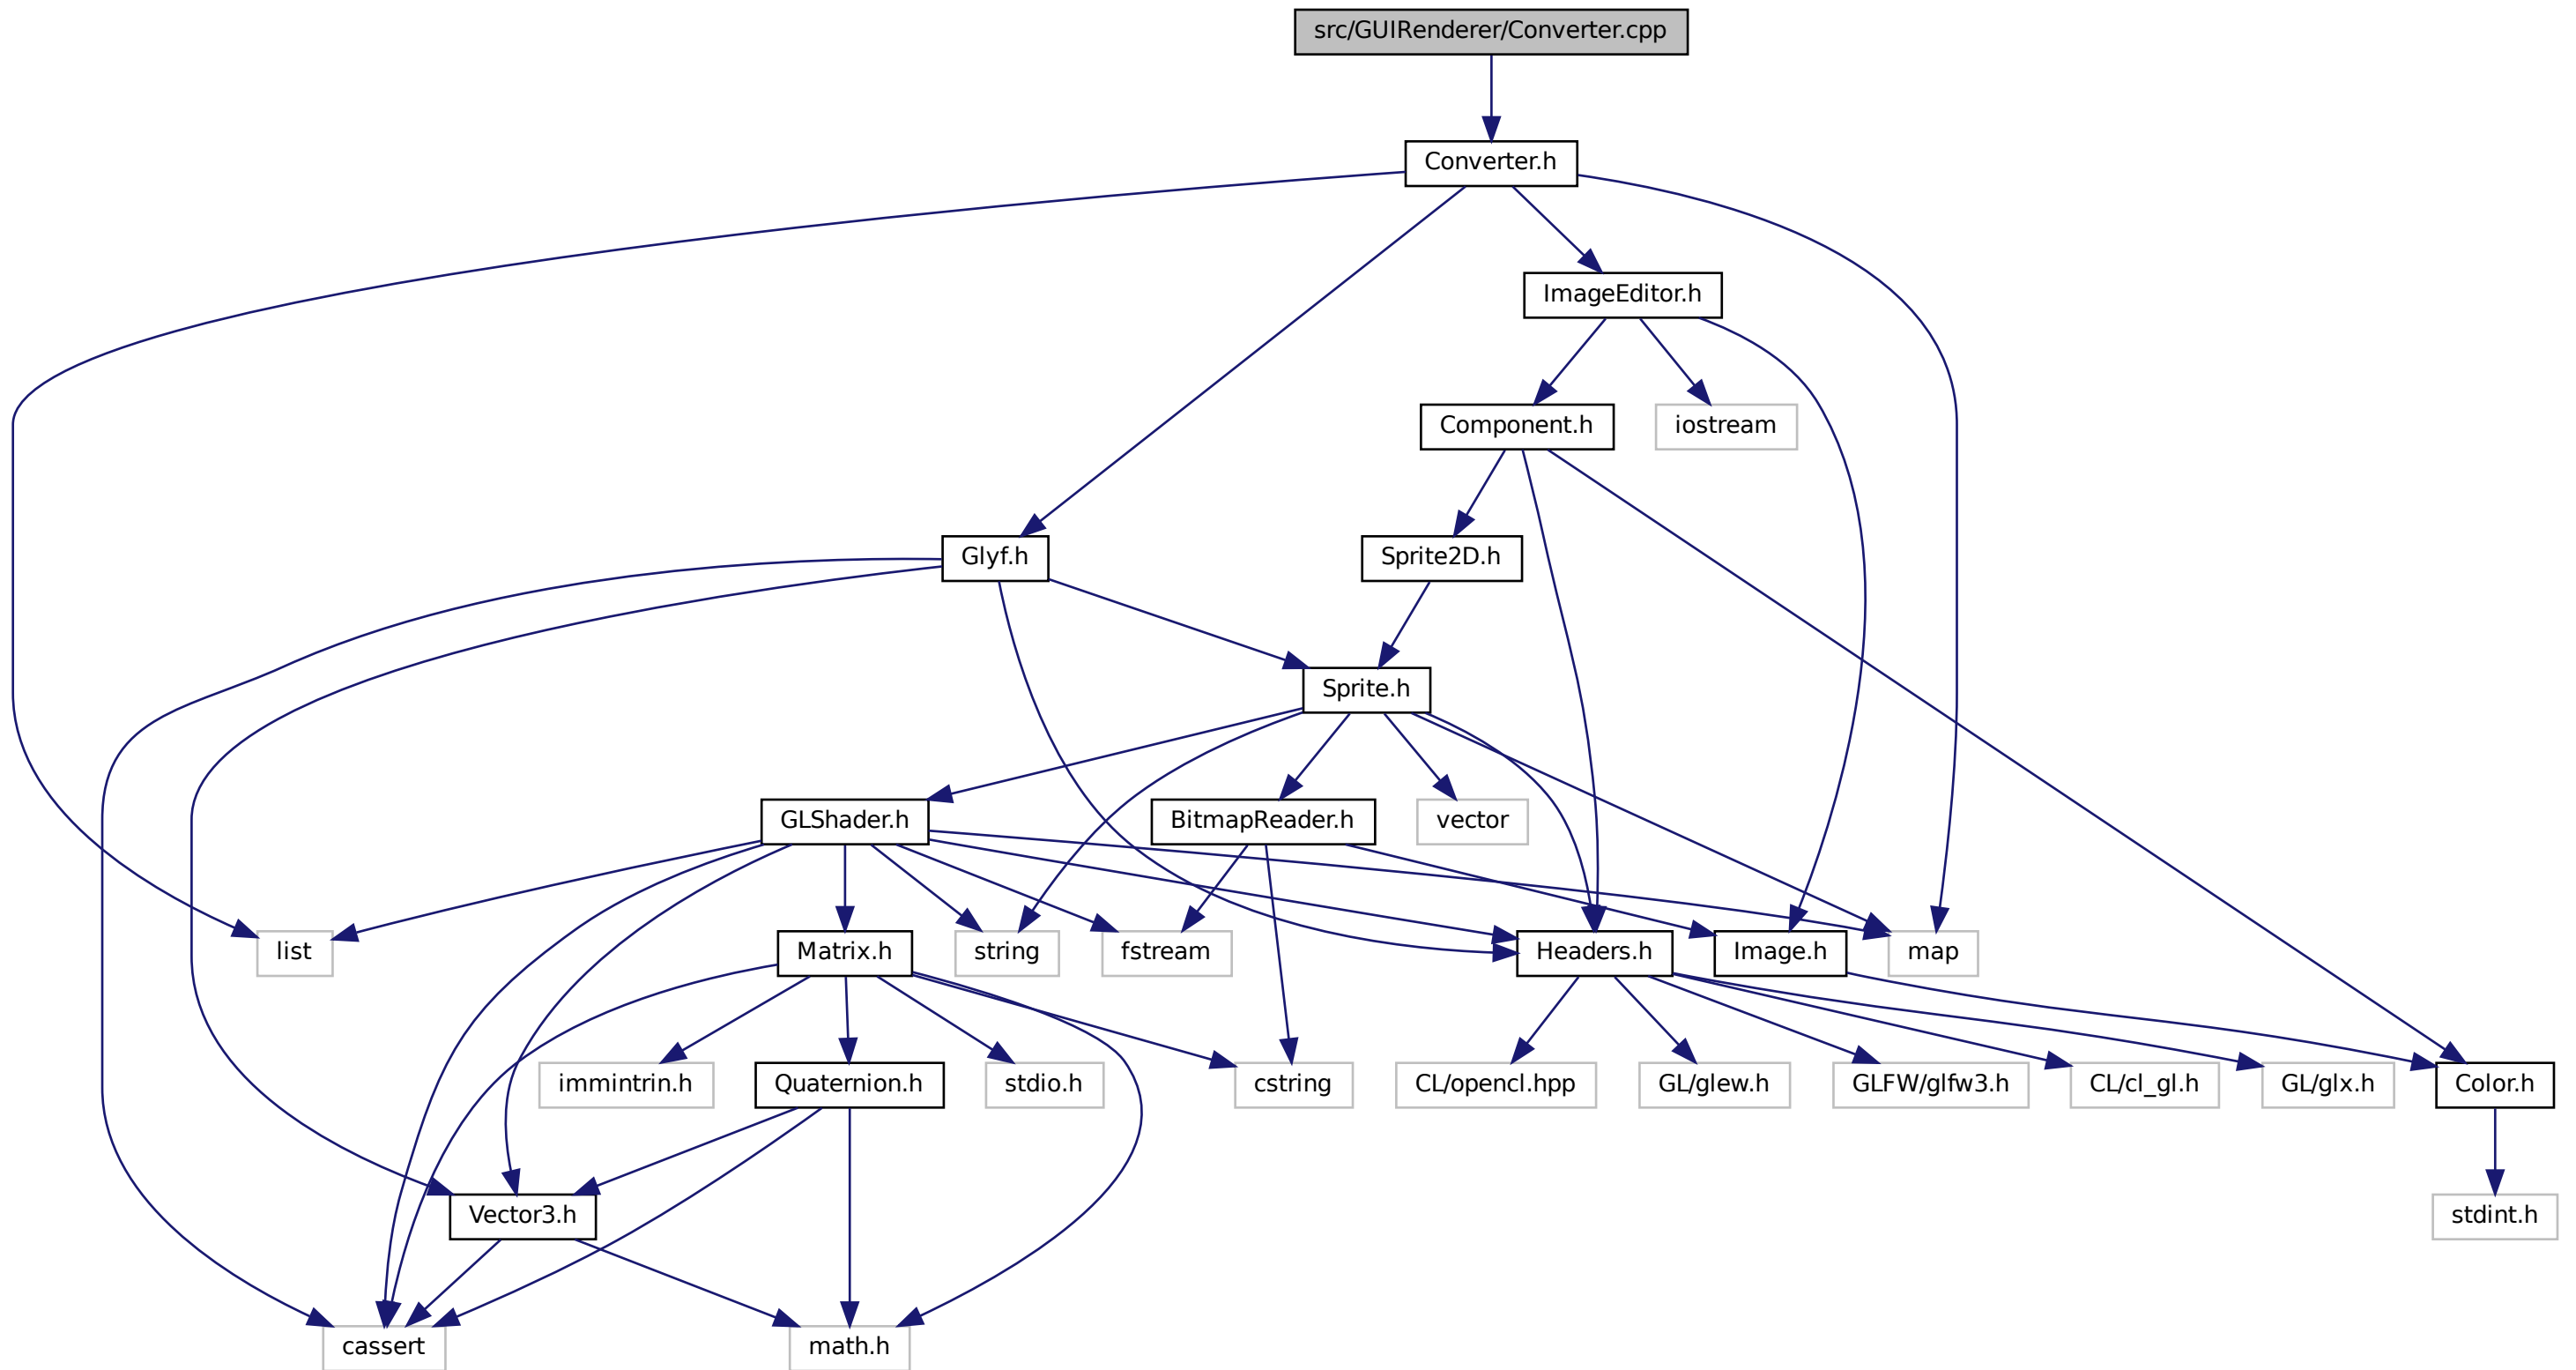 src/GUIRenderer/Converter.cpp
Converter.h
ImageEditor.h
Component.h
iostream
Glyf.h
Sprite2D.h
Sprite.h
GLShader.h
BitmapReader.h
vector
list
Matrix.h
string
fstream
Headers.h
Image.h
map
immintrin.h
Quaternion.h
stdio.h
cstring
CL/opencl.hpp
GL/glew.h
GLFW/glfw3.h
CL/cl_gl.h
GL/glx.h
Color.h
Vector3.h
stdint.h
cassert
math.h